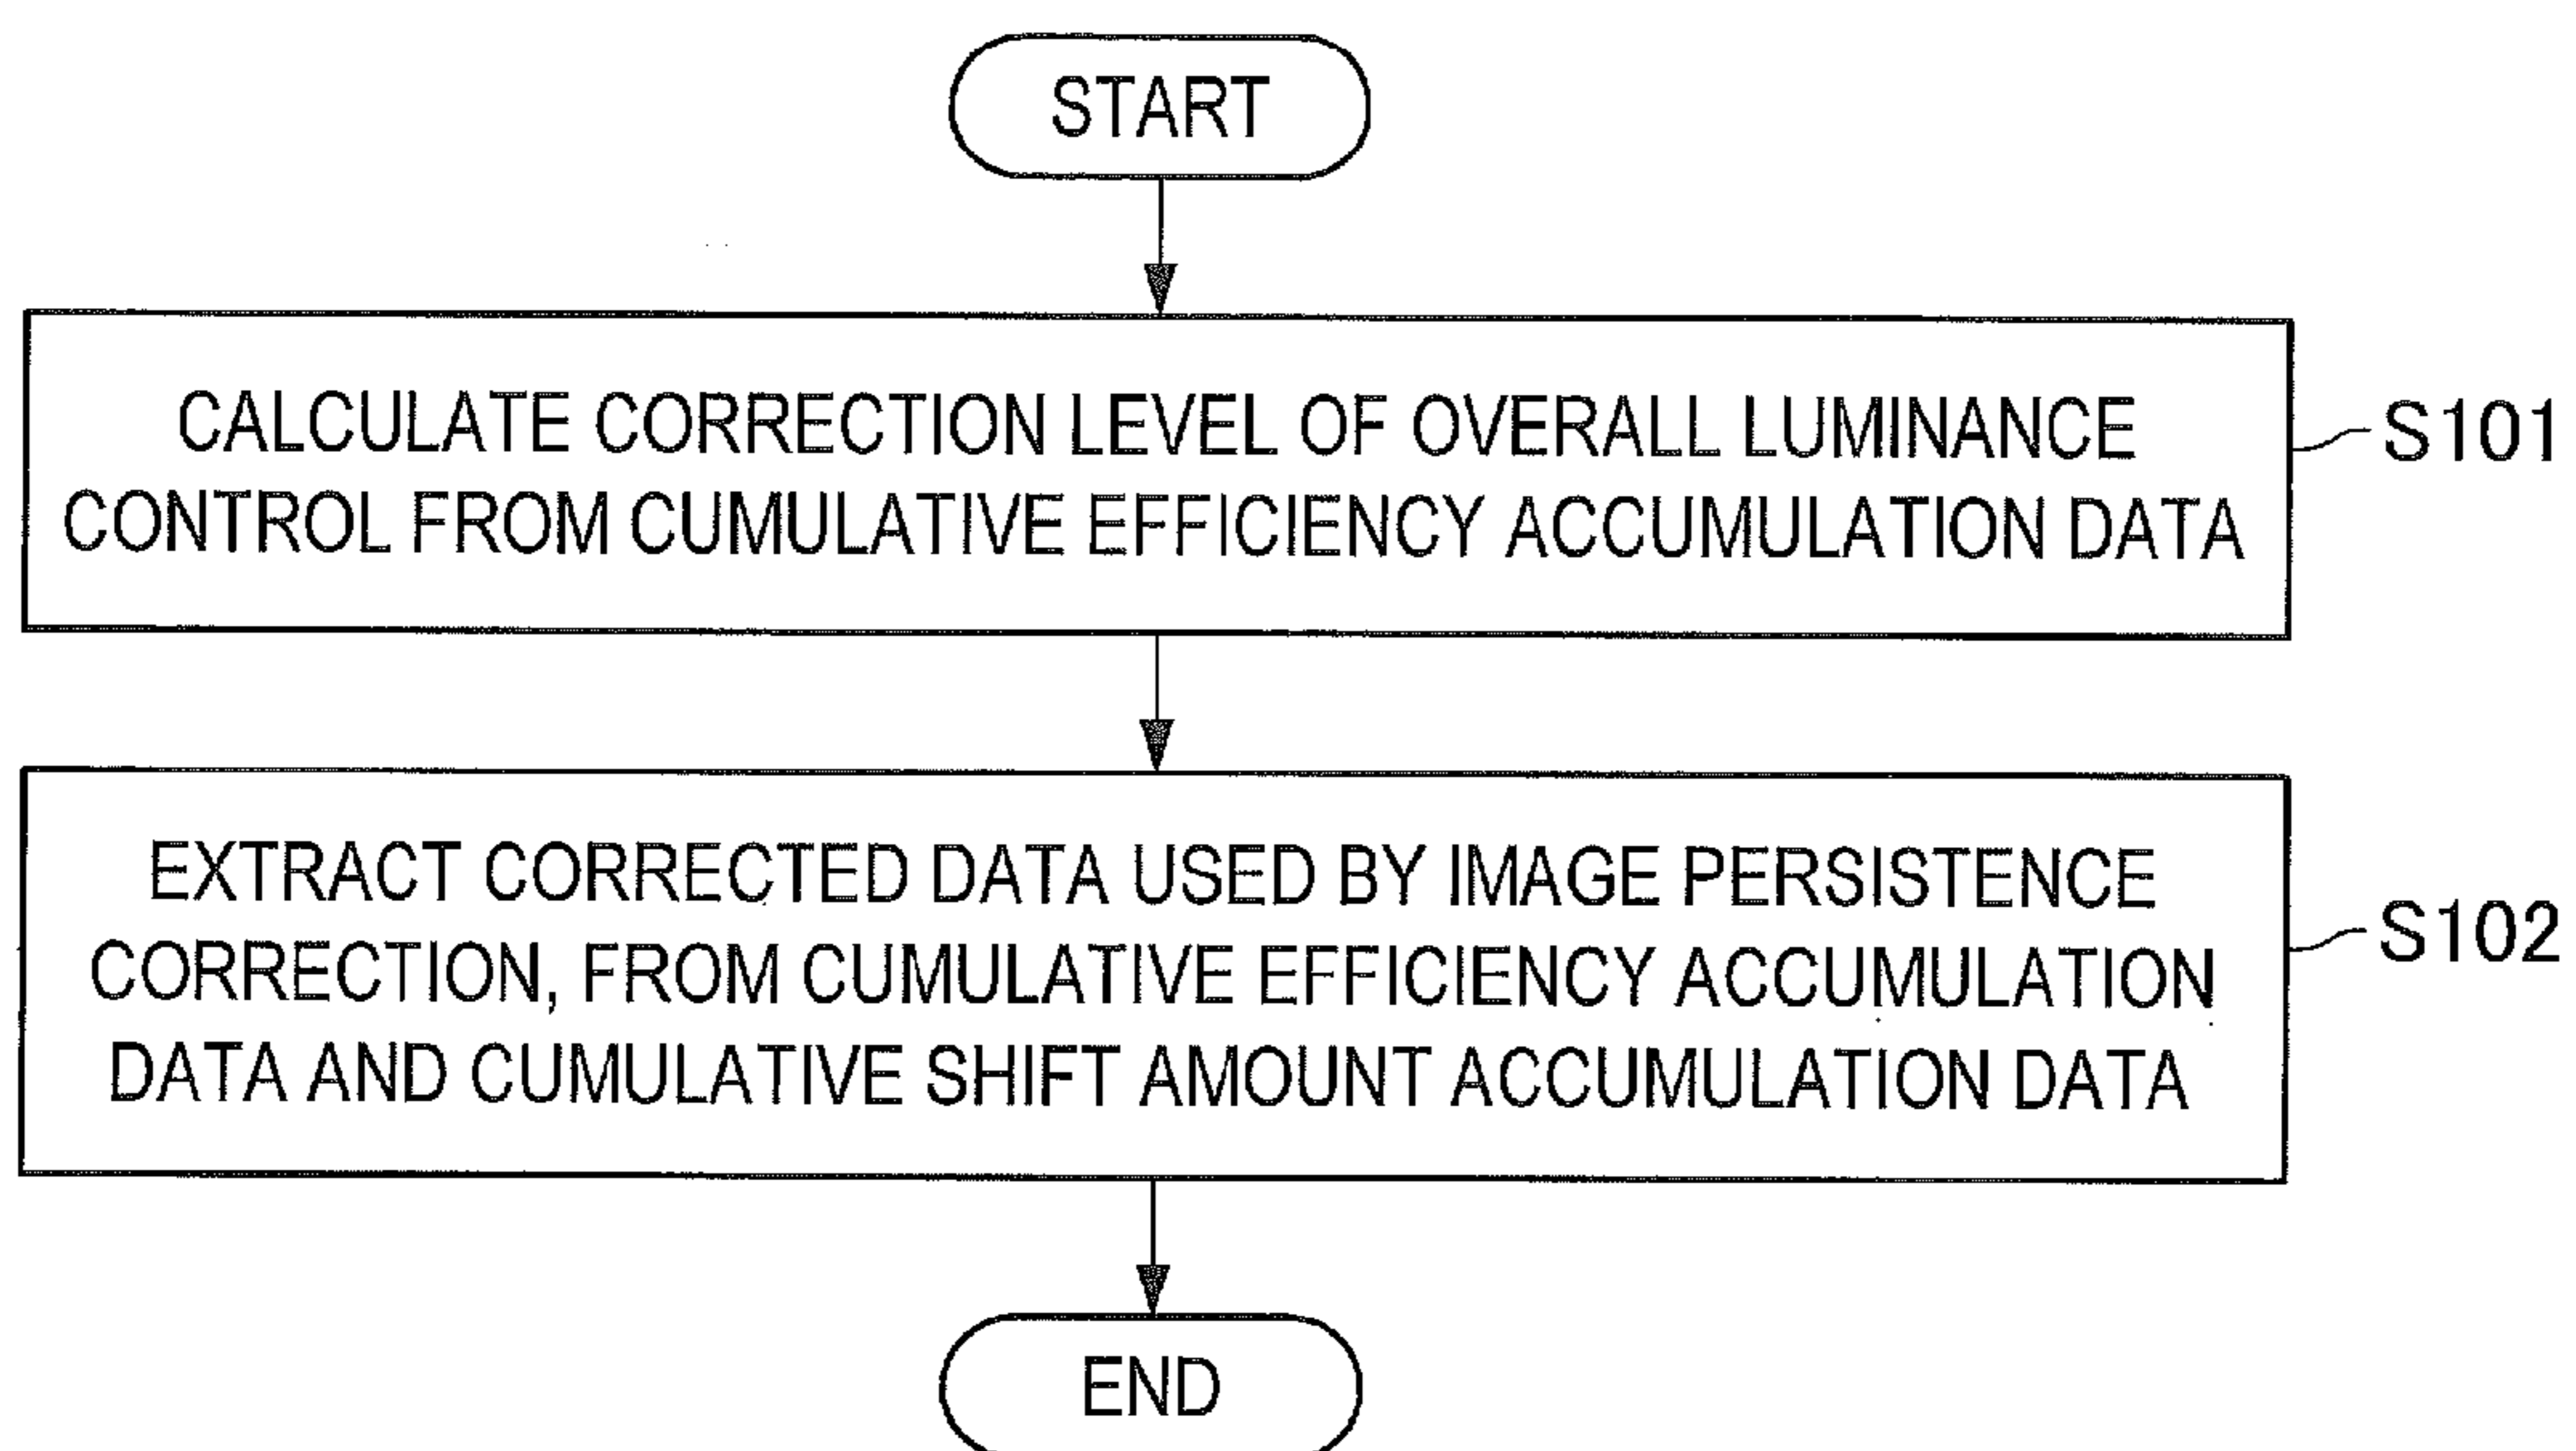 START
CALCULATE CORRECTION LEVEL OF OVERALL LUMINANCE
CONTROL FROM CUMULATIVE EFFICIENCY ACCUMULATION DATA
S101
EXTRACT CORRECTED DATA USED BY IMAGE PERSISTENCE
CORRECTION, FROM CUMULATIVE EFFICIENCY ACCUMULATION
DATA AND CUMULATIVE SHIFT AMOUNT ACCUMULATION DATA
S102
END